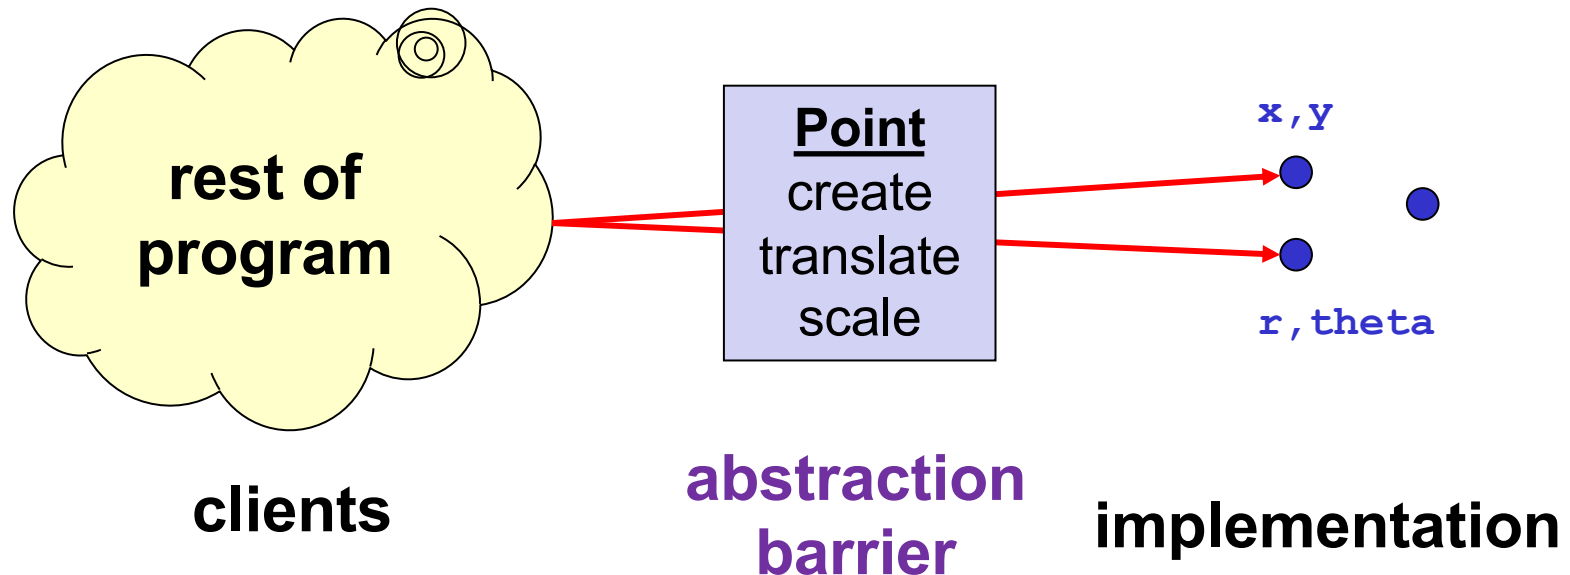 rest of
program
clients
Point
create
translate
scale
abstraction
barrier
x,y
r,theta
implementation